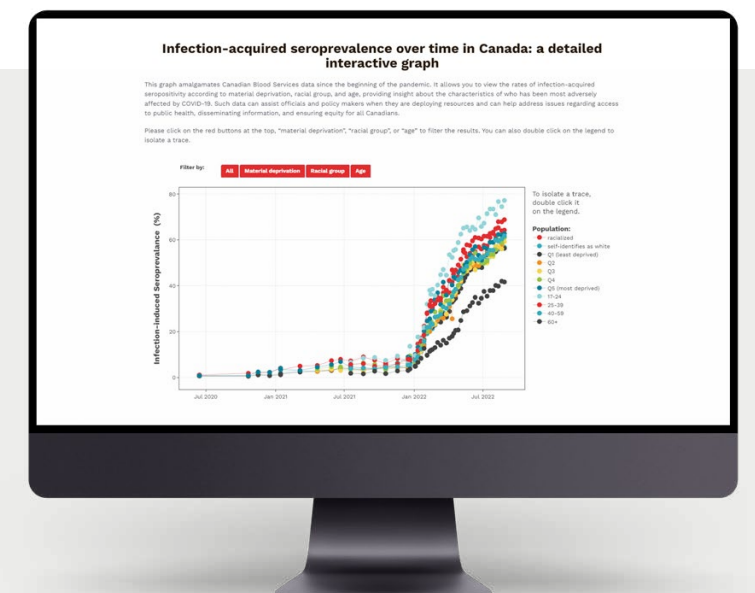 Infection-acquired seroprevalence over time in Canada: a detailed
interactive graph
This graph amalgamates Canadian Blood Services data since the beginning of the pandemic. It allows you to view the rates of infection-acquired
seropositivity according to material deprivation, racial group, and age, providing insight about the characteristics of who has been most adversely
affected by COVID-19. Such data can assist officials and policy makers when they are deploying resources and can help address issues regarding access
to public health, disseminating information, and ensuring equity for all Canadians.
Please click on the red buttons at the top, "material deprivation", "racial group", or "age" to filter the results. You can also double click on the legend to
isolate a trace.
Filter by:
All Material deprivation Racial group Age
To isolate a trace,
double click it
on the legend.
Population:
racialized
self-identifies as white
Q1 (least deprived)
Q2
Q3
Q4
Q5 (most deprived)
17-24
25-39
40-59
60+
Infection-induced Seroprevalance (%)
80
60
40
20
0
Jul 2020 Jan 2021 Jul 2021 Jan 2022 Jul 2022